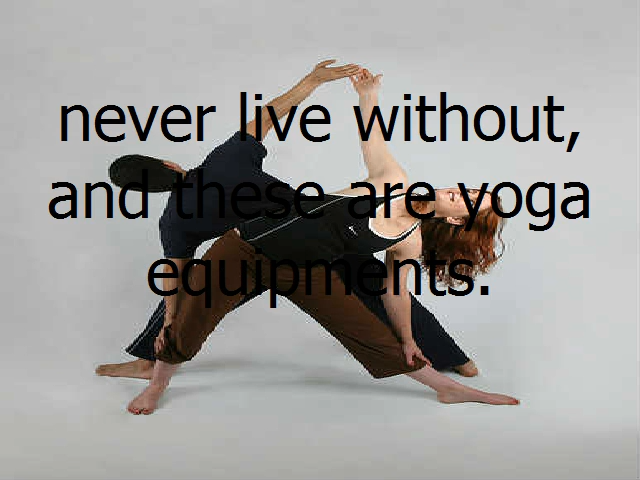 never live without,
and these are yoga
equipments.